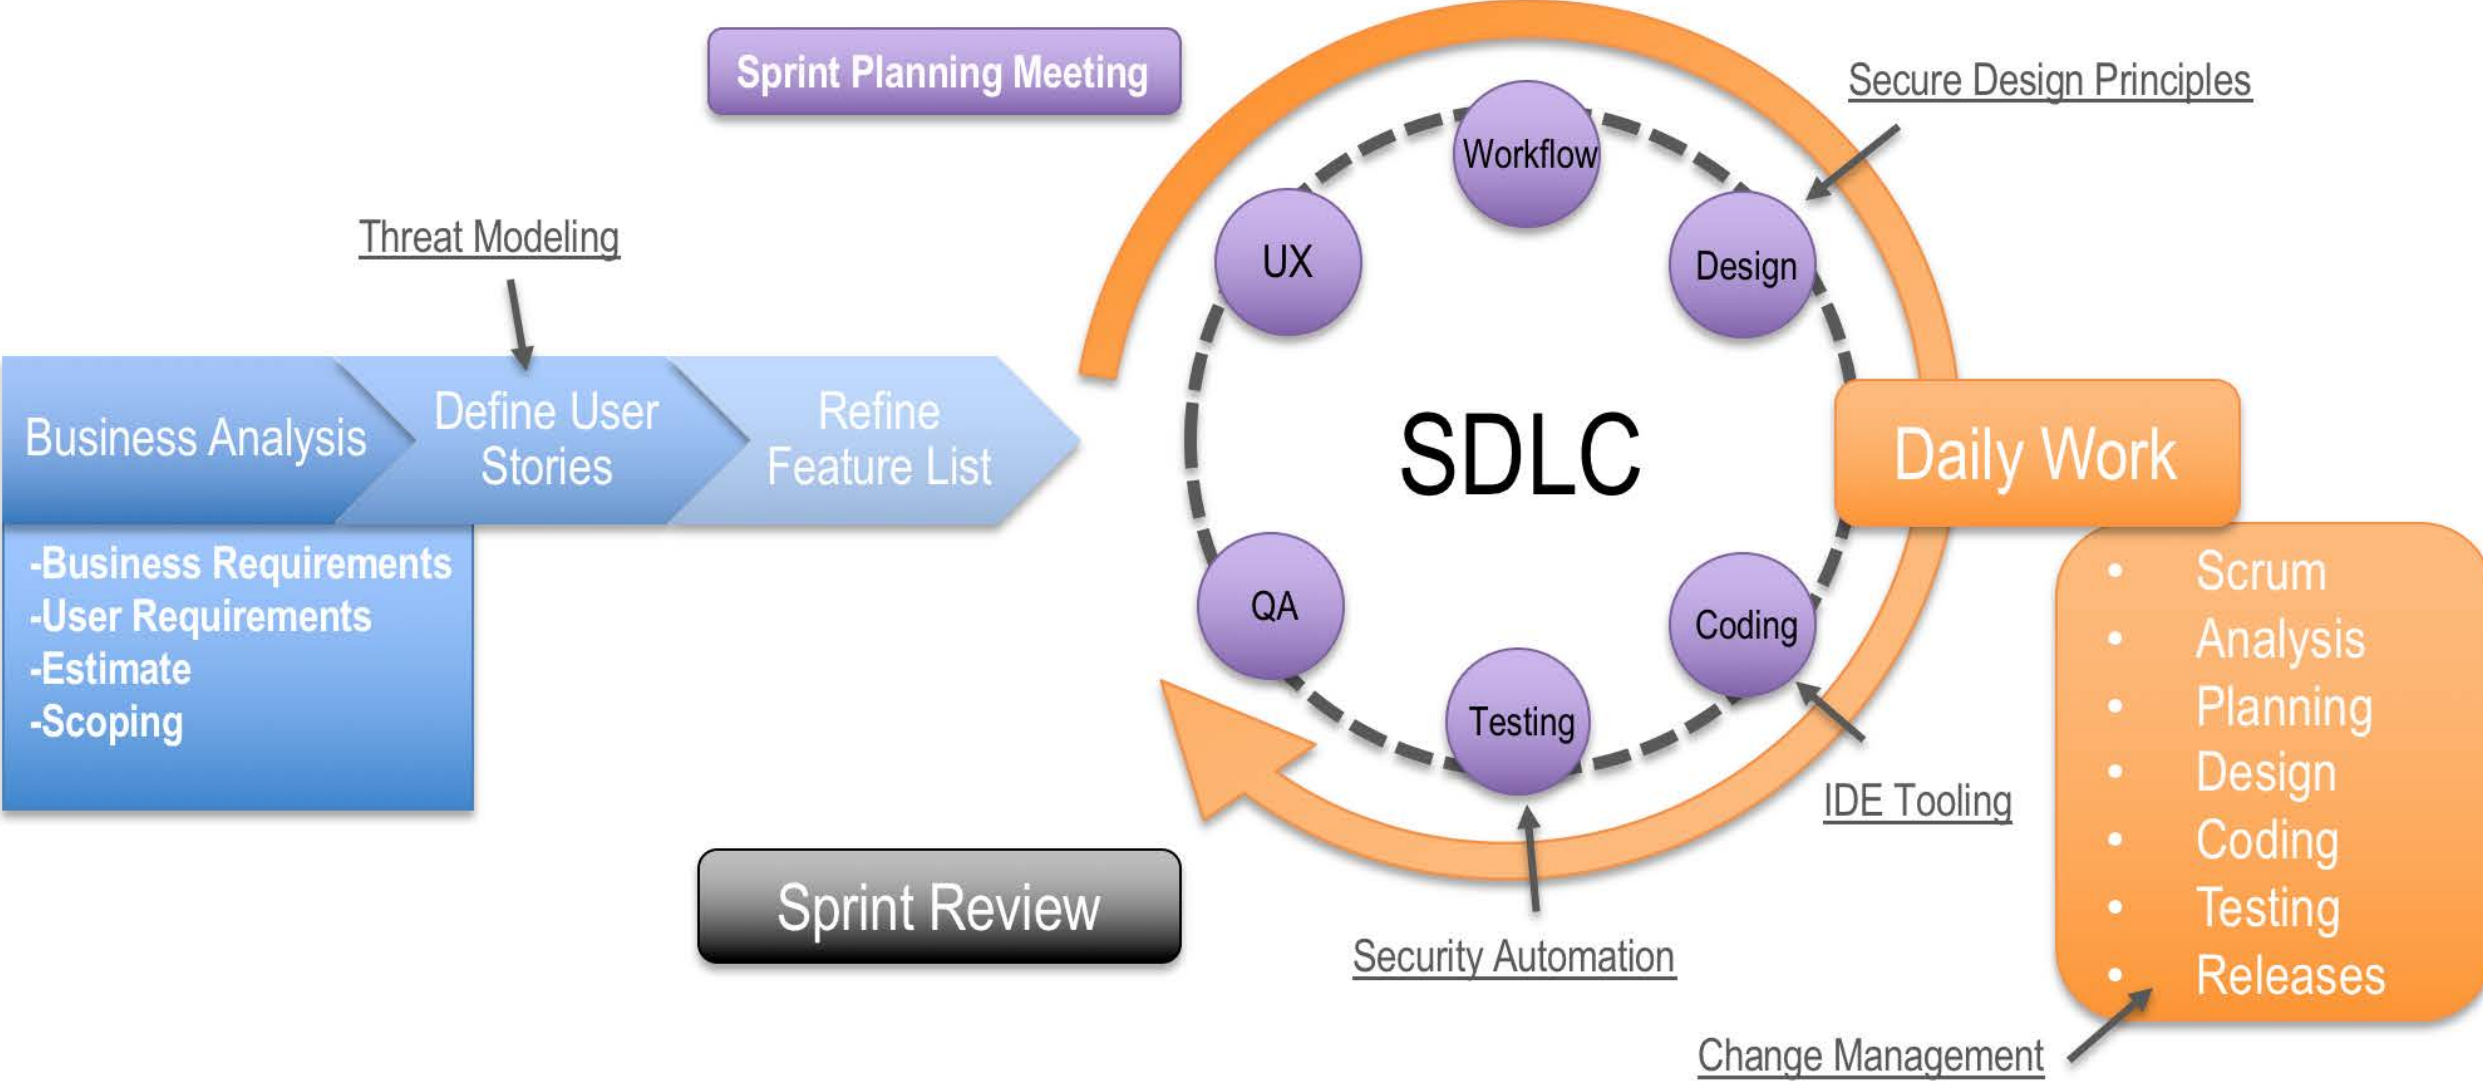 Sprint Planning Meeting
Secure Design Principles
Workflow
UX
Design
Threat Modeling
Business Analysis
Define User
Stories
Refine
Feature List
SDLC
Daily Work
-Business Requirements
-User Requirements
-Estimate
-Scoping
QA
Coding
Testing
IDE Tooling
Sprint Review
Security Automation
• Scrum
• Analysis
• Planning
• Design
• Coding
• Testing
• Releases
Change Management